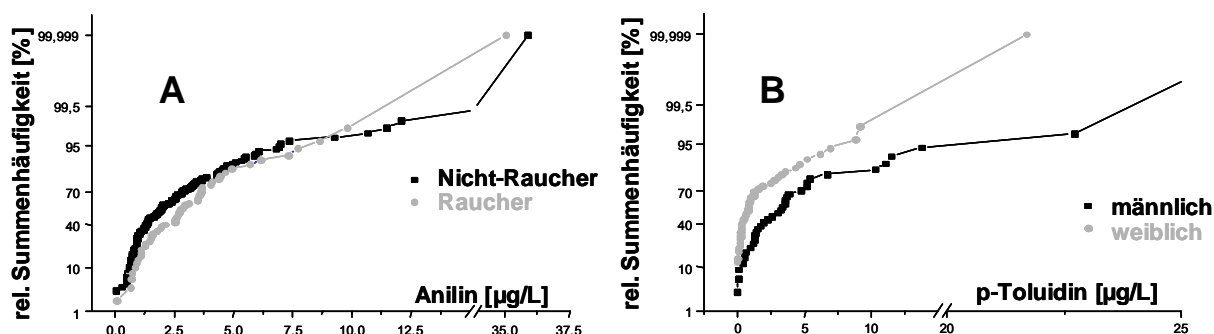 rel. Summenhäufigkeit [%]
99,999
99,5
95
70
40
10
1
A
Nicht-Raucher
Raucher
Anilin [µg/L]
0.0 2.5 5.0 7.5 10.0 12.5 35.0 37.5
rel. Summenhäufigkeit [%]
99,999
99,5
95
70
40
10
1
B
männlich
weiblich
p-Toluidin [µg/L]
0 5 10 20 25